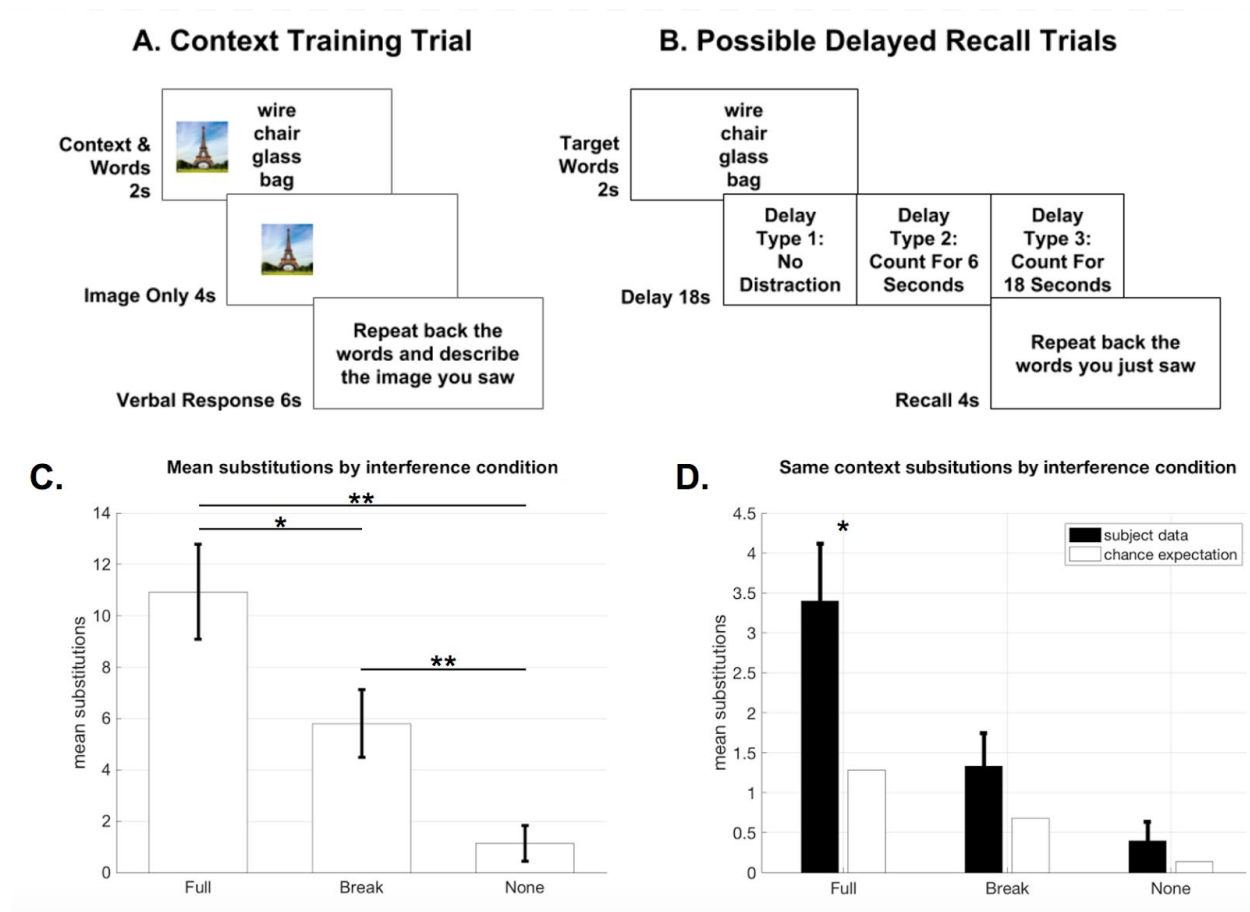 A. Context Training Trial
Context &
Words
2s
wire
chair
glass
bag
Image Only 4s
Repeat back the
words and describe
the image you saw
Verbal Response 6s
B. Possible Delayed Recall Trials
Target
Words
2s
wire
chair
glass
bag
Delay 18s
Delay
Type 1:
No
Distraction
Delay
Type 2:
Count For 6
Seconds
Delay
Type 3:
Count For
18 Seconds
Repeat back the
words you just saw
Recall 4s
C.
Mean substitutions by interference condition
**
*
**
mean substitutions
14
12
10
8
6
4
2
0
Full Break None
D.
Same context subsitutions by interference condition
*
subject data
chance expectation
mean substitutions
4.5
4
3.5
3
2.5
2
1.5
1
0.5
0
Full Break None